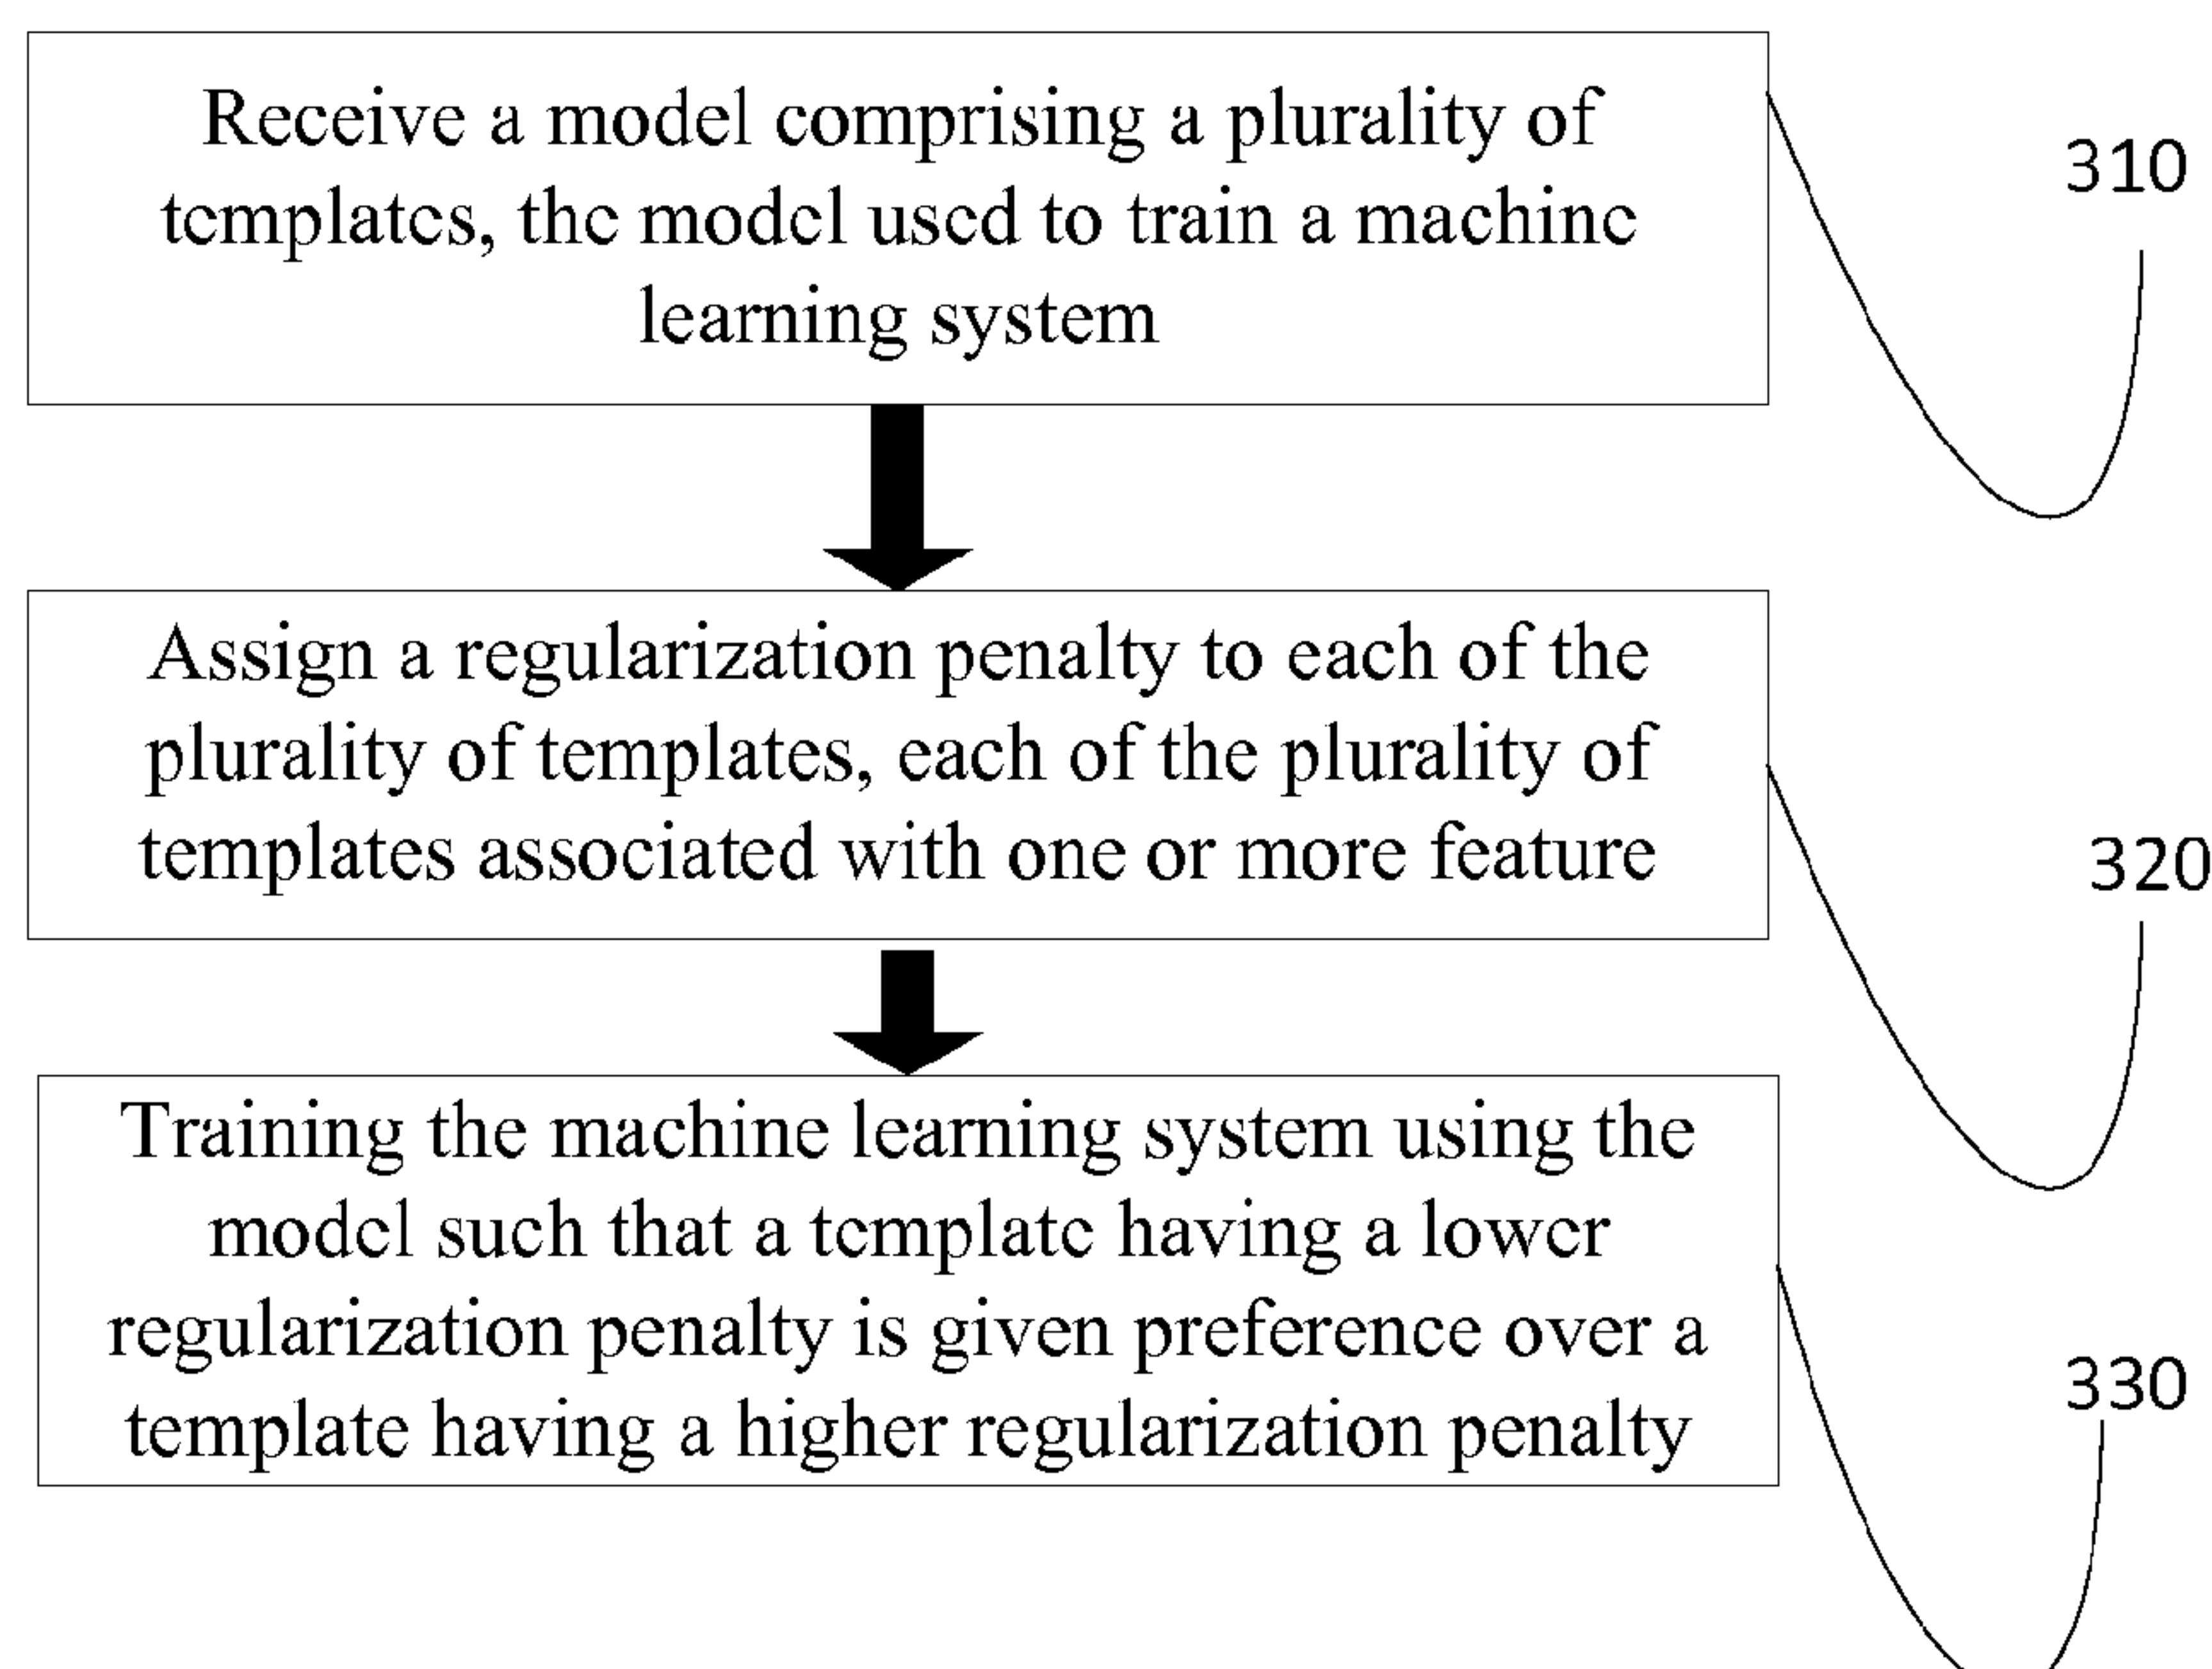 Receive a model comprising a plurality of
templates, the model used to train a machine
learning system
310
Assign a regularization penalty to each of the
plurality of templates, each of the plurality of
templates associated with one or more feature
320
Training the machine learning system using the
model such that a template having a lower
regularization penalty is given preference over a
template having a higher regularization penalty
330